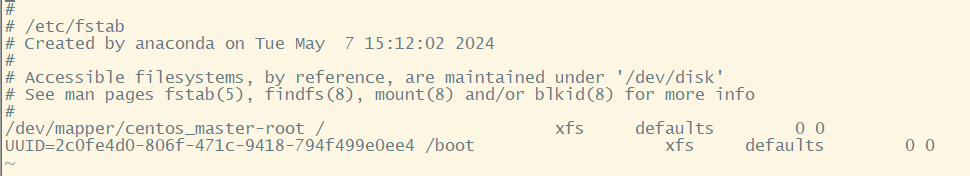 #
# /etc/fstab
# Created by anaconda on Tue May  7 15:12:02 2024
#
# Accessible filesystems, by reference, are maintained under '/dev/disk'
# See man pages fstab(5), findfs(8), mount(8) and/or blkid(8) for more info
#
/dev/mapper/centos_master-root /                       xfs     defaults        0 0
UUID=2c0fe4d0-806f-471c-9418-794f499e0ee4 /boot                   xfs     defaults        0 0
~